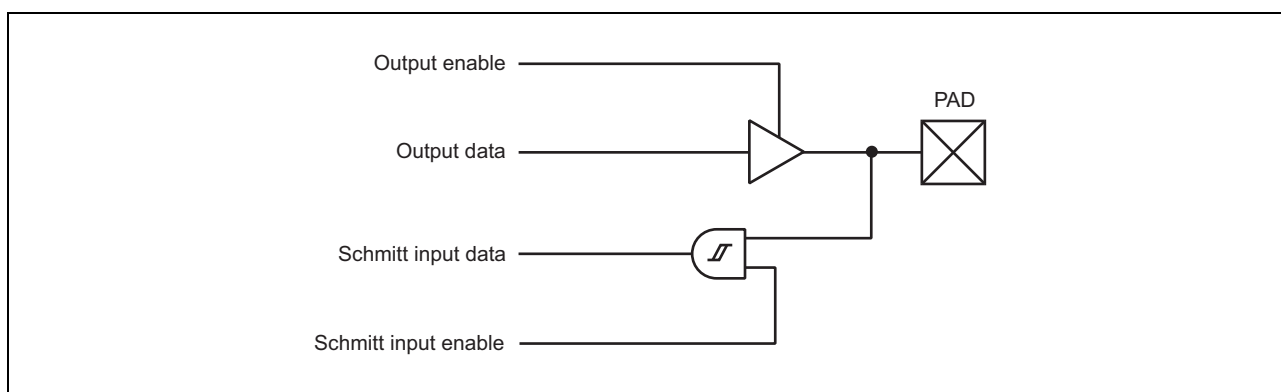 Output enable
PAD
Output data
Schmitt input data
Schmitt input enable